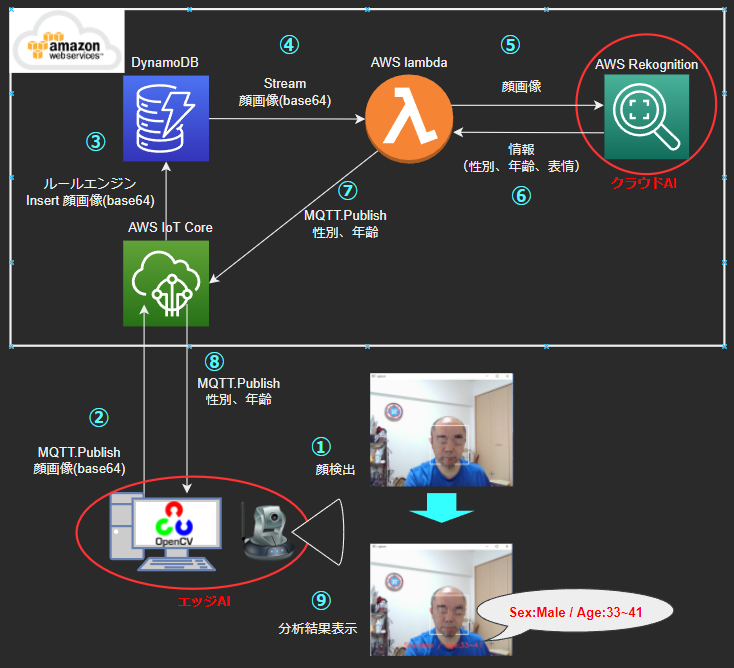 amazon
webservices™
DynamoDB
④
Stream
顔画像(base64)
AWS lambda
⑤
顔画像
AWS Rekognition
③
情報
（性別、年齢、表情）
クラウドAI
⑥
ルールエンジン
Insert 顔画像(base64)
⑦
MQTT.Publish
性別、年齢
AWS IoT Core
⑧
MQTT.Publish
性別、年齢
②
MQTT.Publish
顔画像(base64)
①
顔検出
OpenCV
エッジAI
⑨
分析結果表示
Sex:Male / Age:33~41